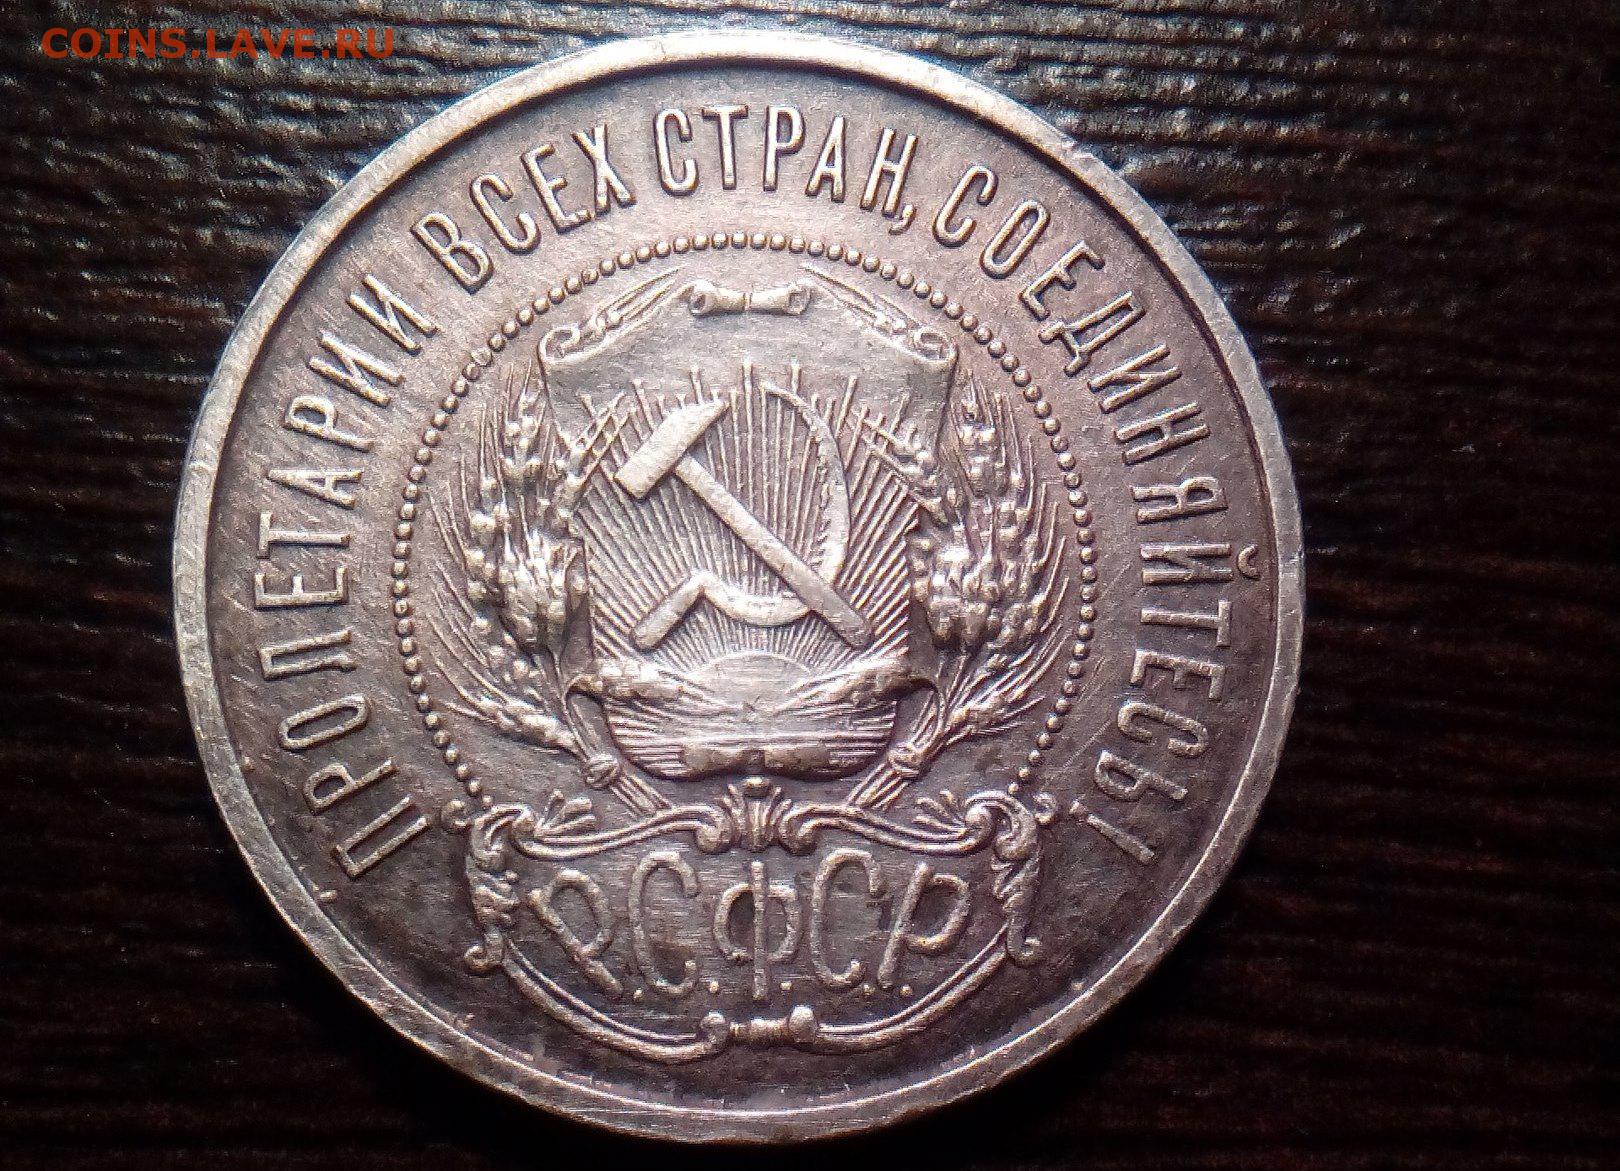 COINS.LAVE.RU
ПРОЛЕТАРИИ ВСЕХ СТРАН, СОЕДИНЯЙТЕСЬ!
Р.С.Ф.С.Р.